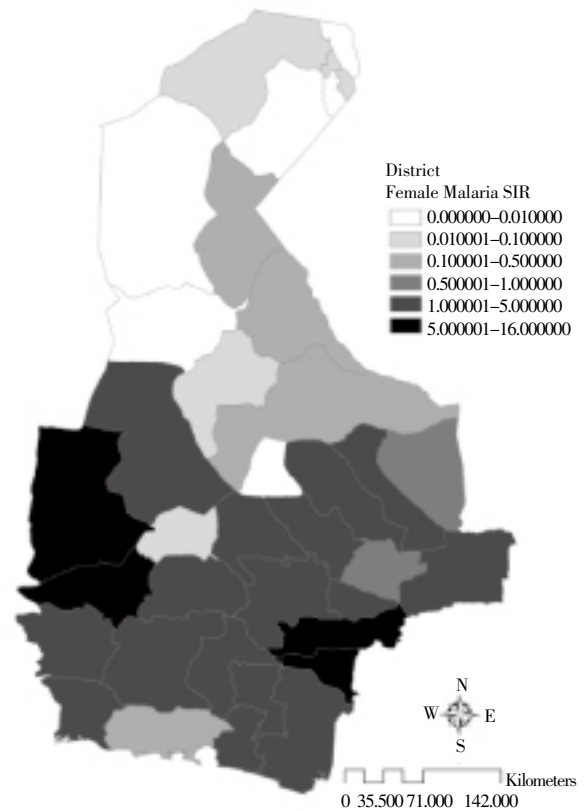 District
Female Malaria SIR
0.000000–0.010000
0.010001–0.100000
0.100001–0.500000
0.500001–1.000000
1.000001–5.000000
5.000001–16.000000
N
W E
S
Kilometers
0 35.500 71.000 142.000